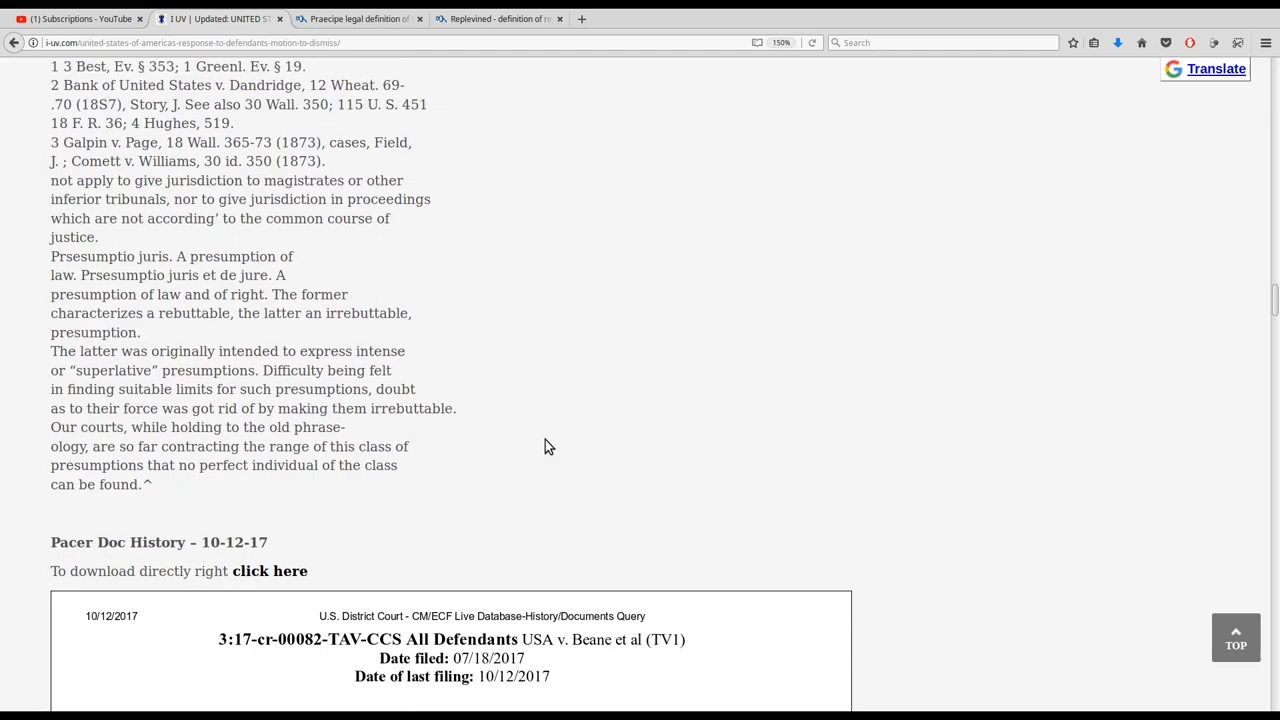 (1) Subscriptions - YouTube
I UV | Updated: UNITED ST
Praecipe legal definition of
Replevined - definition of re
i-uv.com/united-states-of-americas-response-to-defendants-motion-to-dismiss/
150%
Search
Translate
1 3 Best, Ev. § 353; 1 Greenl. Ev. § 19.
2 Bank of United States v. Dandridge, 12 Wheat. 69-
.70 (18S7), Story, J. See also 30 Wall. 350; 115 U. S. 451
18 F. R. 36; 4 Hughes, 519.
3 Galpin v. Page, 18 Wall. 365-73 (1873), cases, Field,
J. ; Comett v. Williams, 30 id. 350 (1873).
not apply to give jurisdiction to magistrates or other
inferior tribunals, nor to give jurisdiction in proceedings
which are not according’ to the common course of
justice.
Prsesumptio juris. A presumption of
law. Prsesumptio juris et de jure. A
presumption of law and of right. The former
characterizes a rebuttable, the latter an irrebuttable,
presumption.
The latter was originally intended to express intense
or “superlative” presumptions. Difficulty being felt
in finding suitable limits for such presumptions, doubt
as to their force was got rid of by making them irrebuttable.
Our courts, while holding to the old phrase-
ology, are so far contracting the range of this class of
presumptions that no perfect individual of the class
can be found.^
Pacer Doc History – 10-12-17
To download directly right click here
10/12/2017
U.S. District Court - CM/ECF Live Database-History/Documents Query
3:17-cr-00082-TAV-CCS All Defendants USA v. Beane et al (TV1)
Date filed: 07/18/2017
Date of last filing: 10/12/2017
TOP